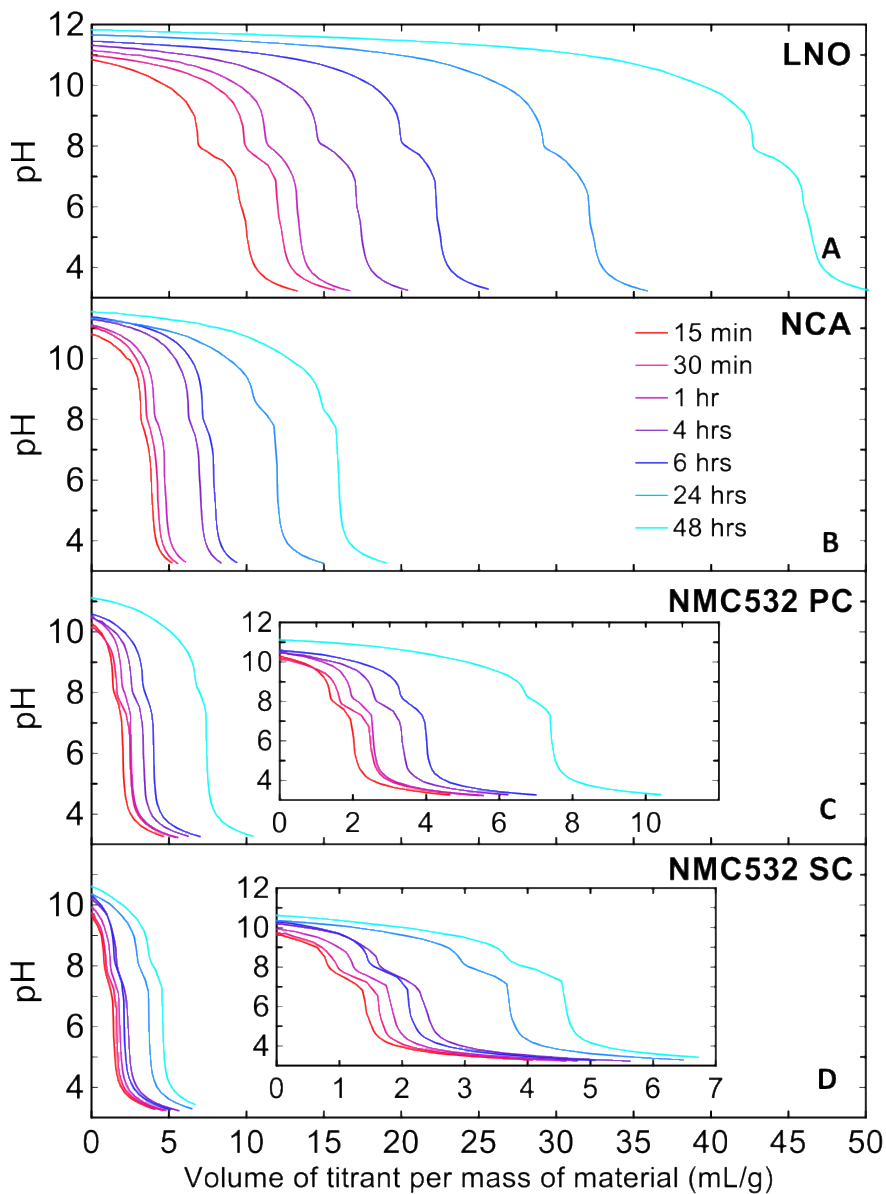 12
LNO
10
8
pH
6
A
4
NCA
10
15 min
30 min
8
1 hr
pH
4 hrs
6
6 hrs
24 hrs
4
48 hrs
B
NMC532 PC
10
12
10
8
8
pH
6
6
4
4
0 2 4 6 8 10
C
NMC532 SC
12
10
10
8
8
pH
6
6
4
4
0 1 2 3 4 5 6 7
D
0 5 10 15 20 25 30 35 40 45 50
Volume of titrant per mass of material (mL/g)